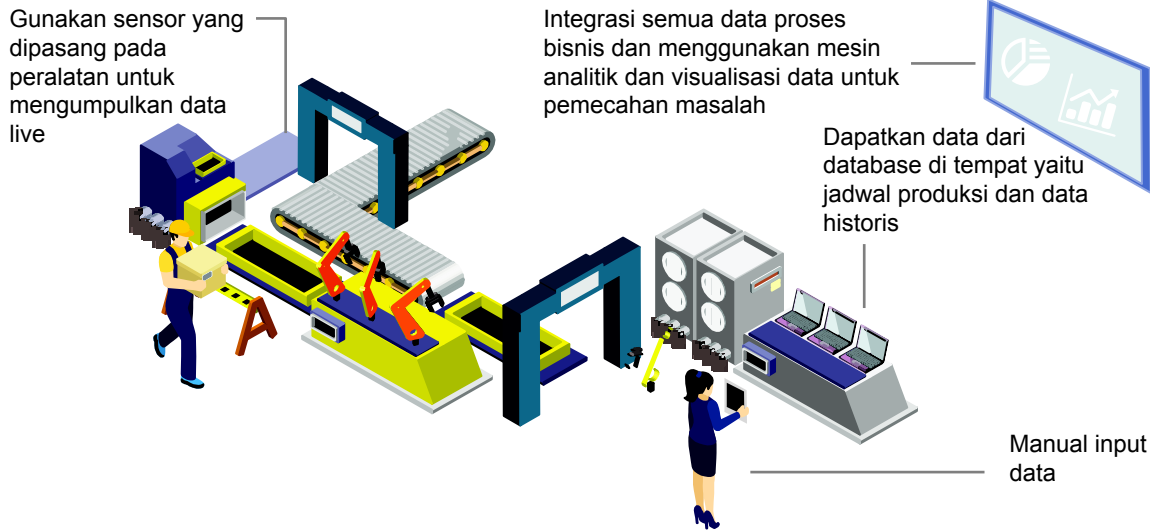 Gunakan sensor yang
dipasang pada
peralatan untuk
mengumpulkan data
live
Integrasi semua data proses
bisnis dan menggunakan mesin
analitik dan visualisasi data untuk
pemecahan masalah
Dapatkan data dari
database di tempat yaitu
jadwal produksi dan data
historis
Manual input
data